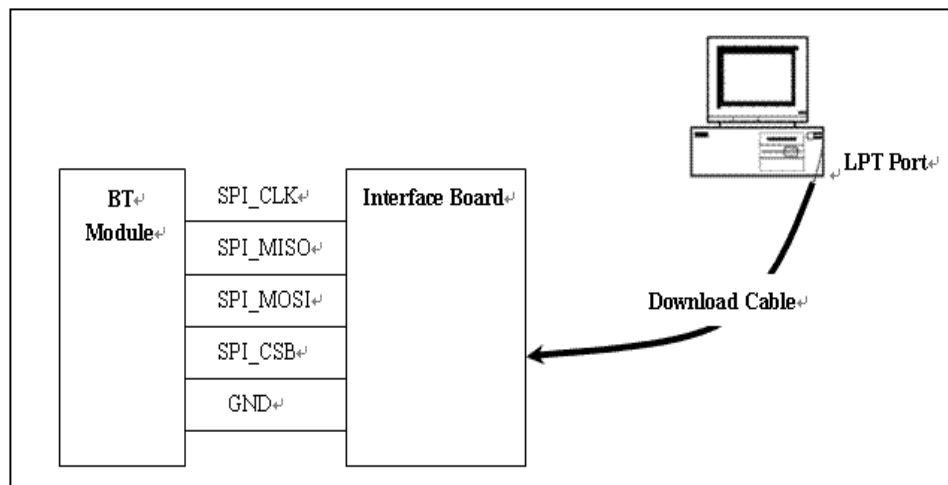 BT
Module
SPI_CLK
SPI_MISO
SPI_MOSI
SPI_CSB
GND
Interface Board
LPT Port
Download Cable